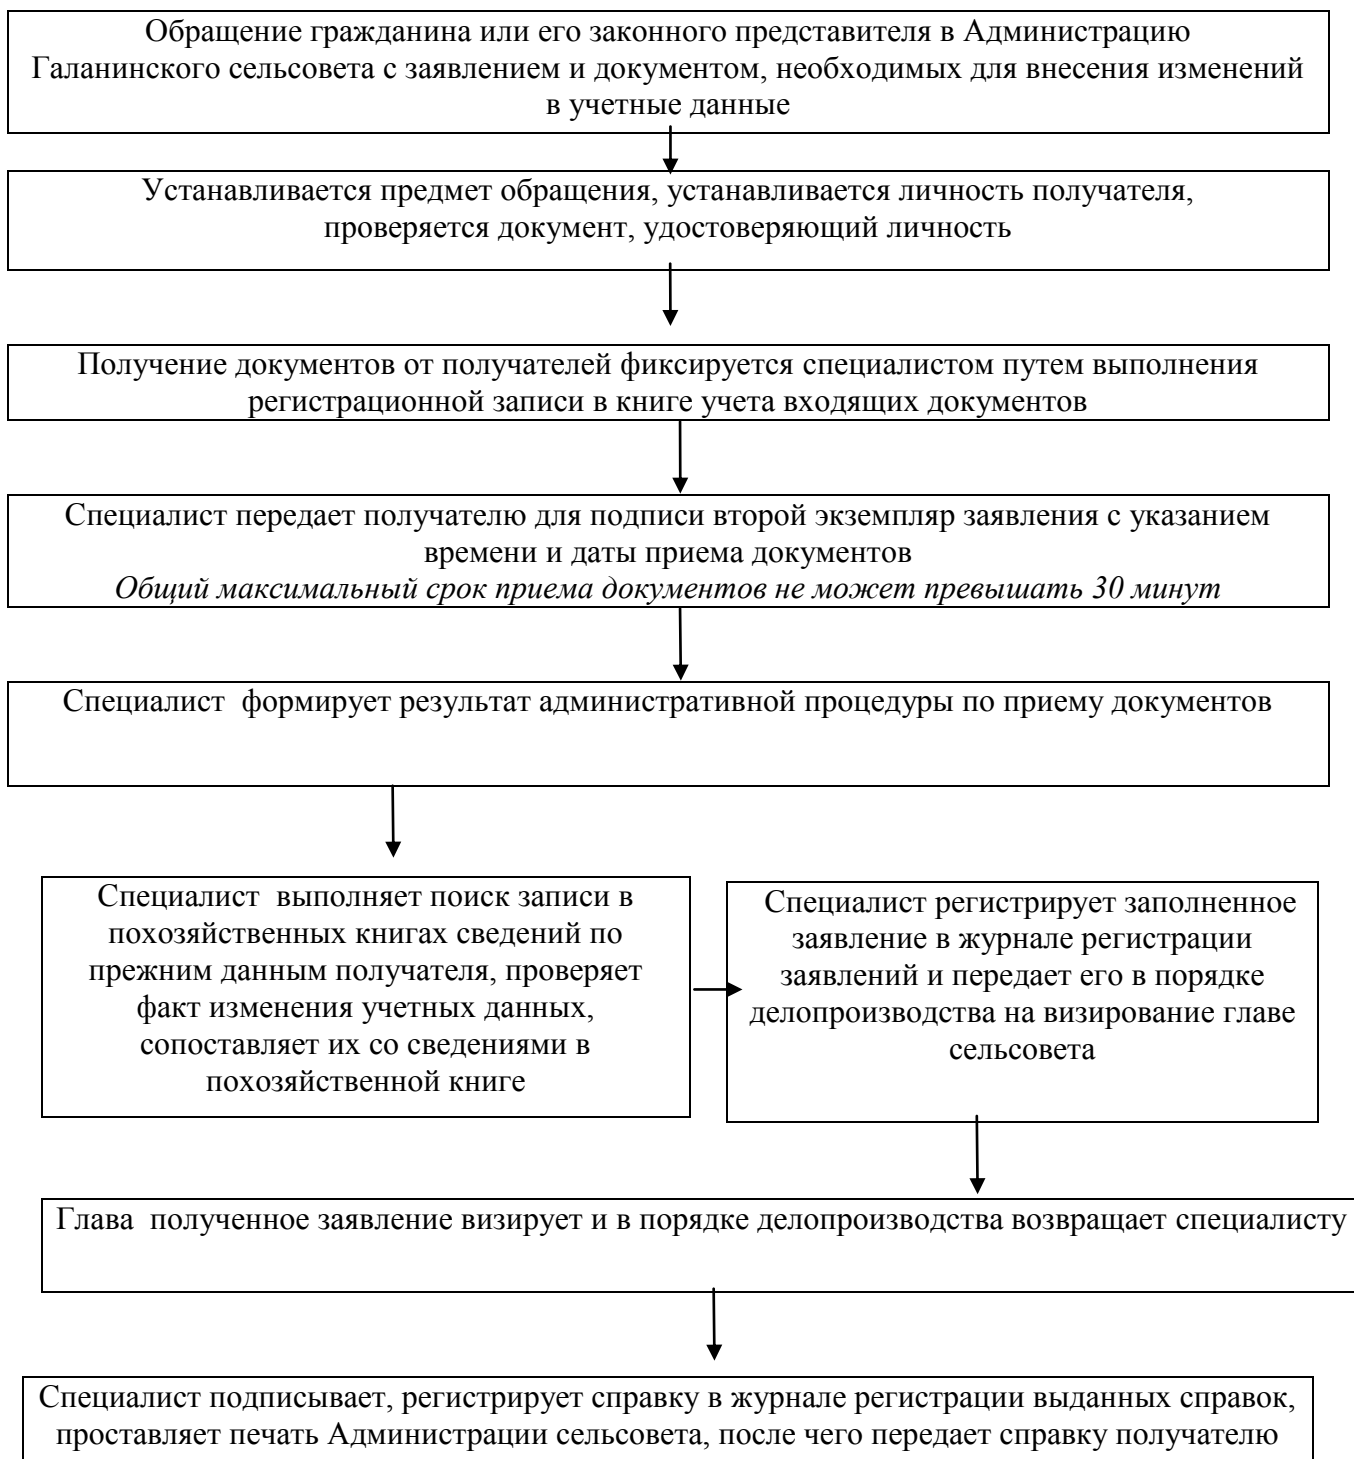 Обращение гражданина или его законного представителя в Администрацию
Галанинского сельсовета с заявлением и документом, необходимых для внесения изменений
в учетные данные
Устанавливается предмет обращения, устанавливается личность получателя,
проверяется документ, удостоверяющий личность
Получение документов от получателей фиксируется специалистом путем выполнения
регистрационной записи в книге учета входящих документов
Специалист передает получателю для подписи второй экземпляр заявления с указанием
времени и даты приема документов
Общий максимальный срок приема документов не может превышать 30 минут
Специалист  формирует результат административной процедуры по приему документов
Специалист  выполняет поиск записи в
похозяйственных книгах сведений по
прежним данным получателя, проверяет
факт изменения учетных данных,
сопоставляет их со сведениями в
похозяйственной книге
Специалист регистрирует заполненное
заявление в журнале регистрации
заявлений и передает его в порядке
делопроизводства на визирование главе
сельсовета
Глава  полученное заявление визирует и в порядке делопроизводства возвращает специалисту
Специалист подписывает, регистрирует справку в журнале регистрации выданных справок,
проставляет печать Администрации сельсовета, после чего передает справку получателю